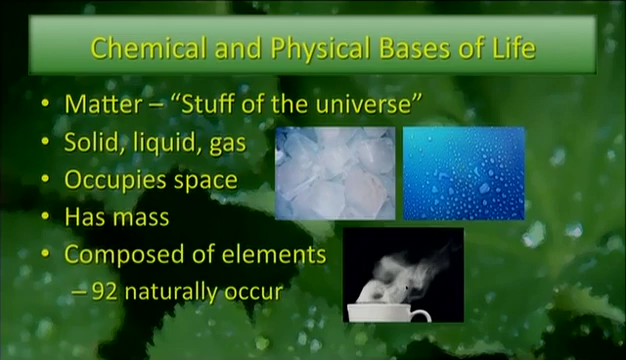 Chemical and Physical Bases of Life
• Matter – “Stuff of the universe”
• Solid, liquid, gas
• Occupies space
• Has mass
• Composed of elements
– 92 naturally occur